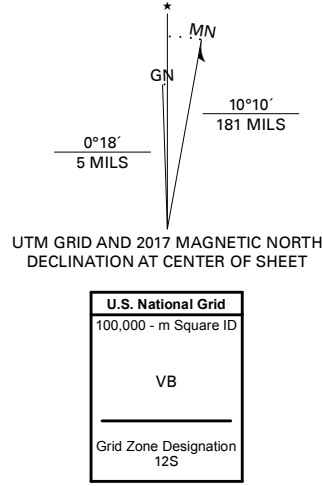 ★
MN
GN
0°18´
5 MILS
10°10´
181 MILS
UTM GRID AND 2017 MAGNETIC NORTH
DECLINATION AT CENTER OF SHEET
U.S. National Grid
100,000 - m Square ID
VB
Grid Zone Designation
12S